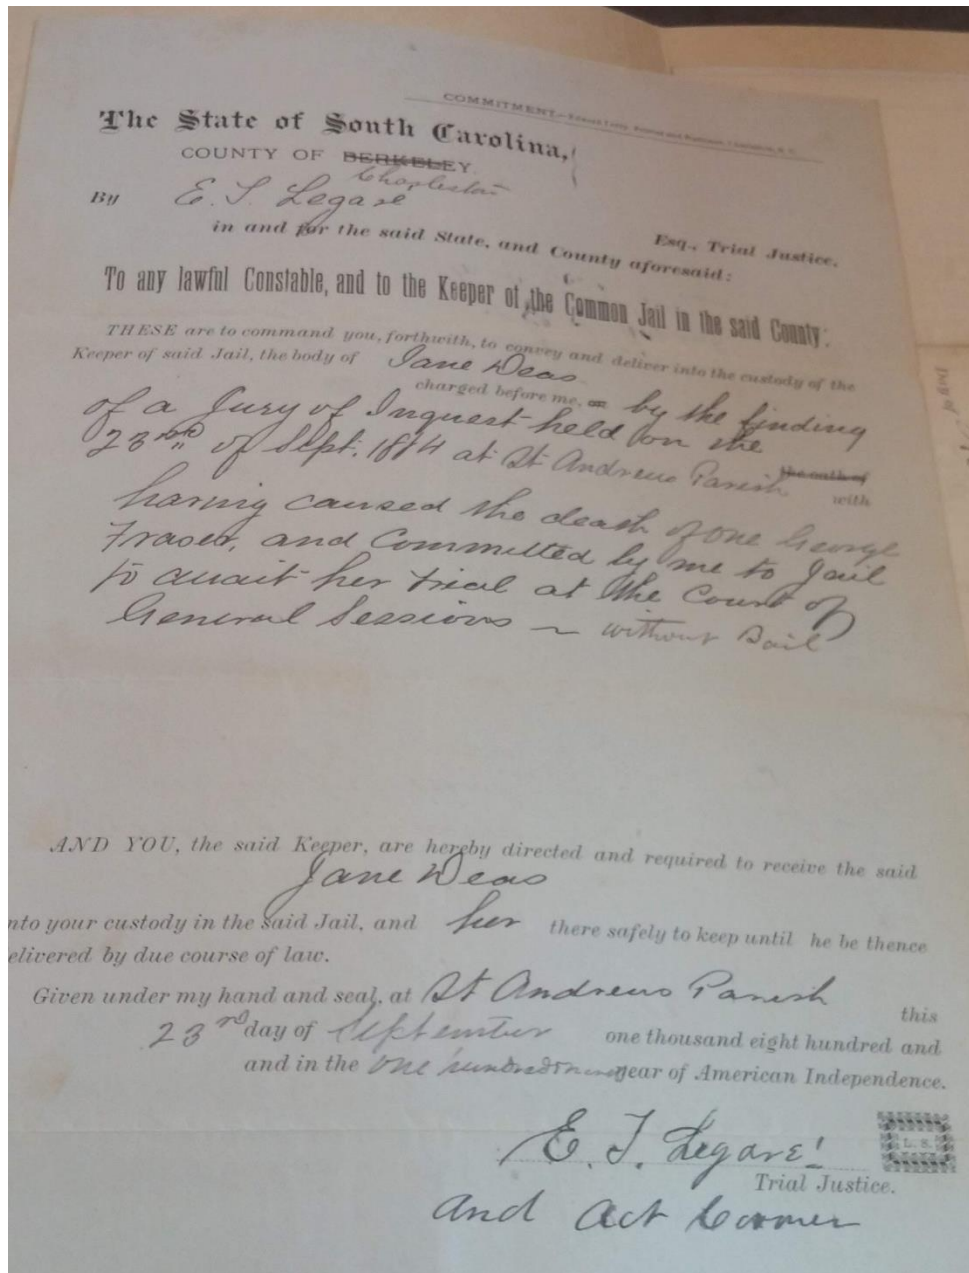 COMMITMENT.—
The State of South Carolina,
COUNTY OF BERKELEY.
Charleston
By E. T. Legare Esq., Trial Justice,
in and for the said State, and County aforesaid:
To any lawful Constable, and to the Keeper of the Common Jail in the said County:
THESE are to command you, forthwith, to convey and deliver into the custody of the
Keeper of said Jail, the body of Jane Deas
charged before me, on by the finding
of a Jury of Inquest held on the
23rd of Sept. 1884 at St Andrews Parish the oath of
with
having caused the death of one George
Fraser, and Committed by me to Jail
to await her trial at the Court of
General Sessions — without Bail
AND YOU, the said Keeper, are hereby directed and required to receive the said
Jane Deas
nto your custody in the said Jail, and her there safely to keep until he be thence
elivered by due course of law.
Given under my hand and seal, at St Andrews Parish this
23rd day of September one thousand eight hundred and
and in the one hundred year of American Independence.
E. T. Legare
L. S.
Trial Justice.
and Act Coroner